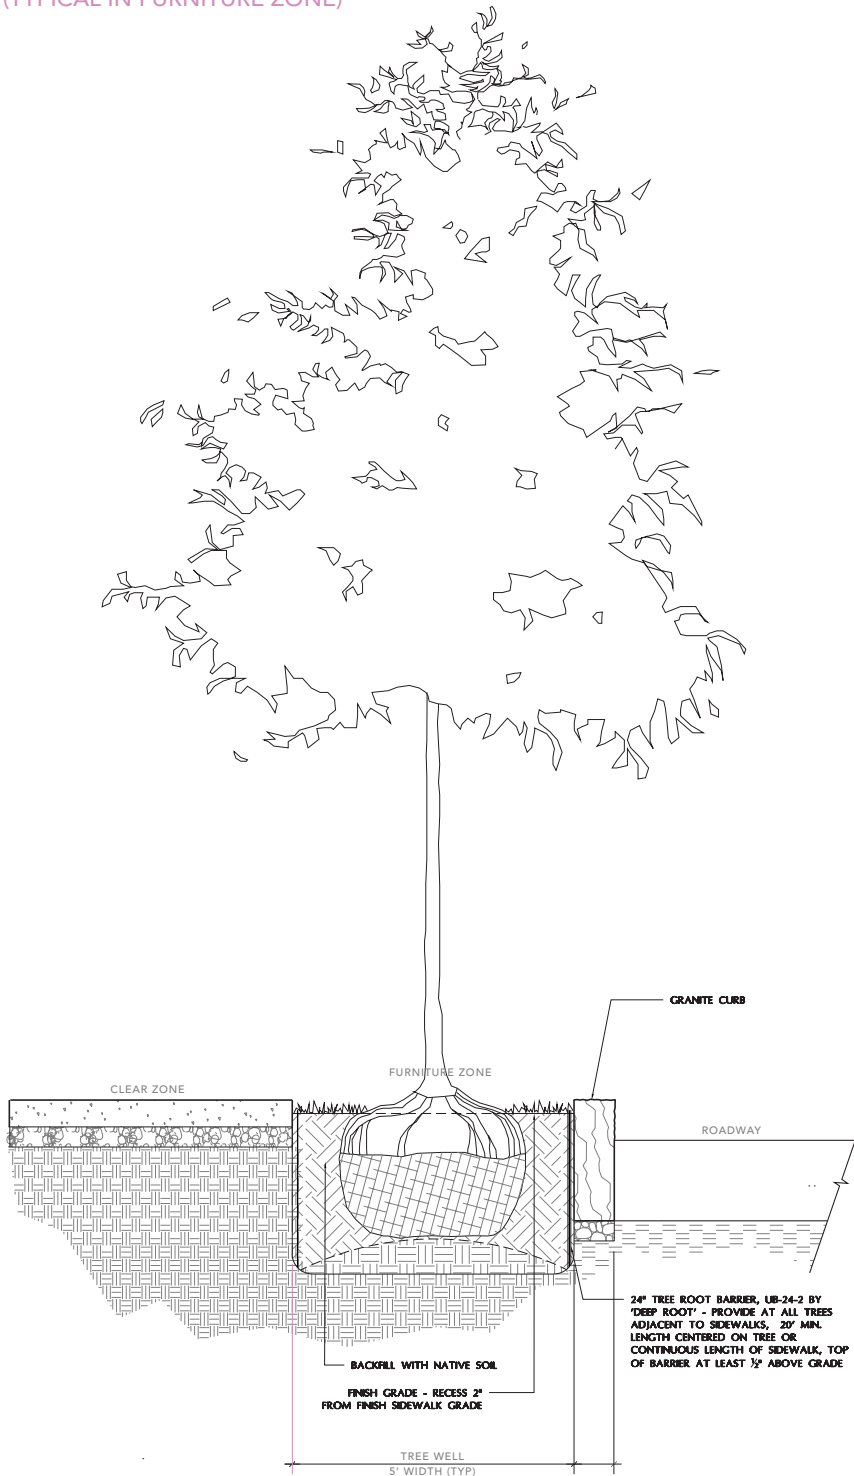 (TYPICAL IN FURNITURE ZONE)
GRANITE CURB
FURNITURE ZONE
CLEAR ZONE
ROADWAY
24" TREE ROOT BARRIER, UB-24-2 BY
'DEEP ROOT' - PROVIDE AT ALL TREES
ADJACENT TO SIDEWALKS, 20' MIN.
LENGTH CENTERED ON TREE OR
CONTINUOUS LENGTH OF SIDEWALK, TOP
OF BARRIER AT LEAST ½" ABOVE GRADE
BACKFILL WITH NATIVE SOIL
FINISH GRADE - RECESS 2"
FROM FINISH SIDEWALK GRADE
TREE WELL
5' WIDTH (TYP)